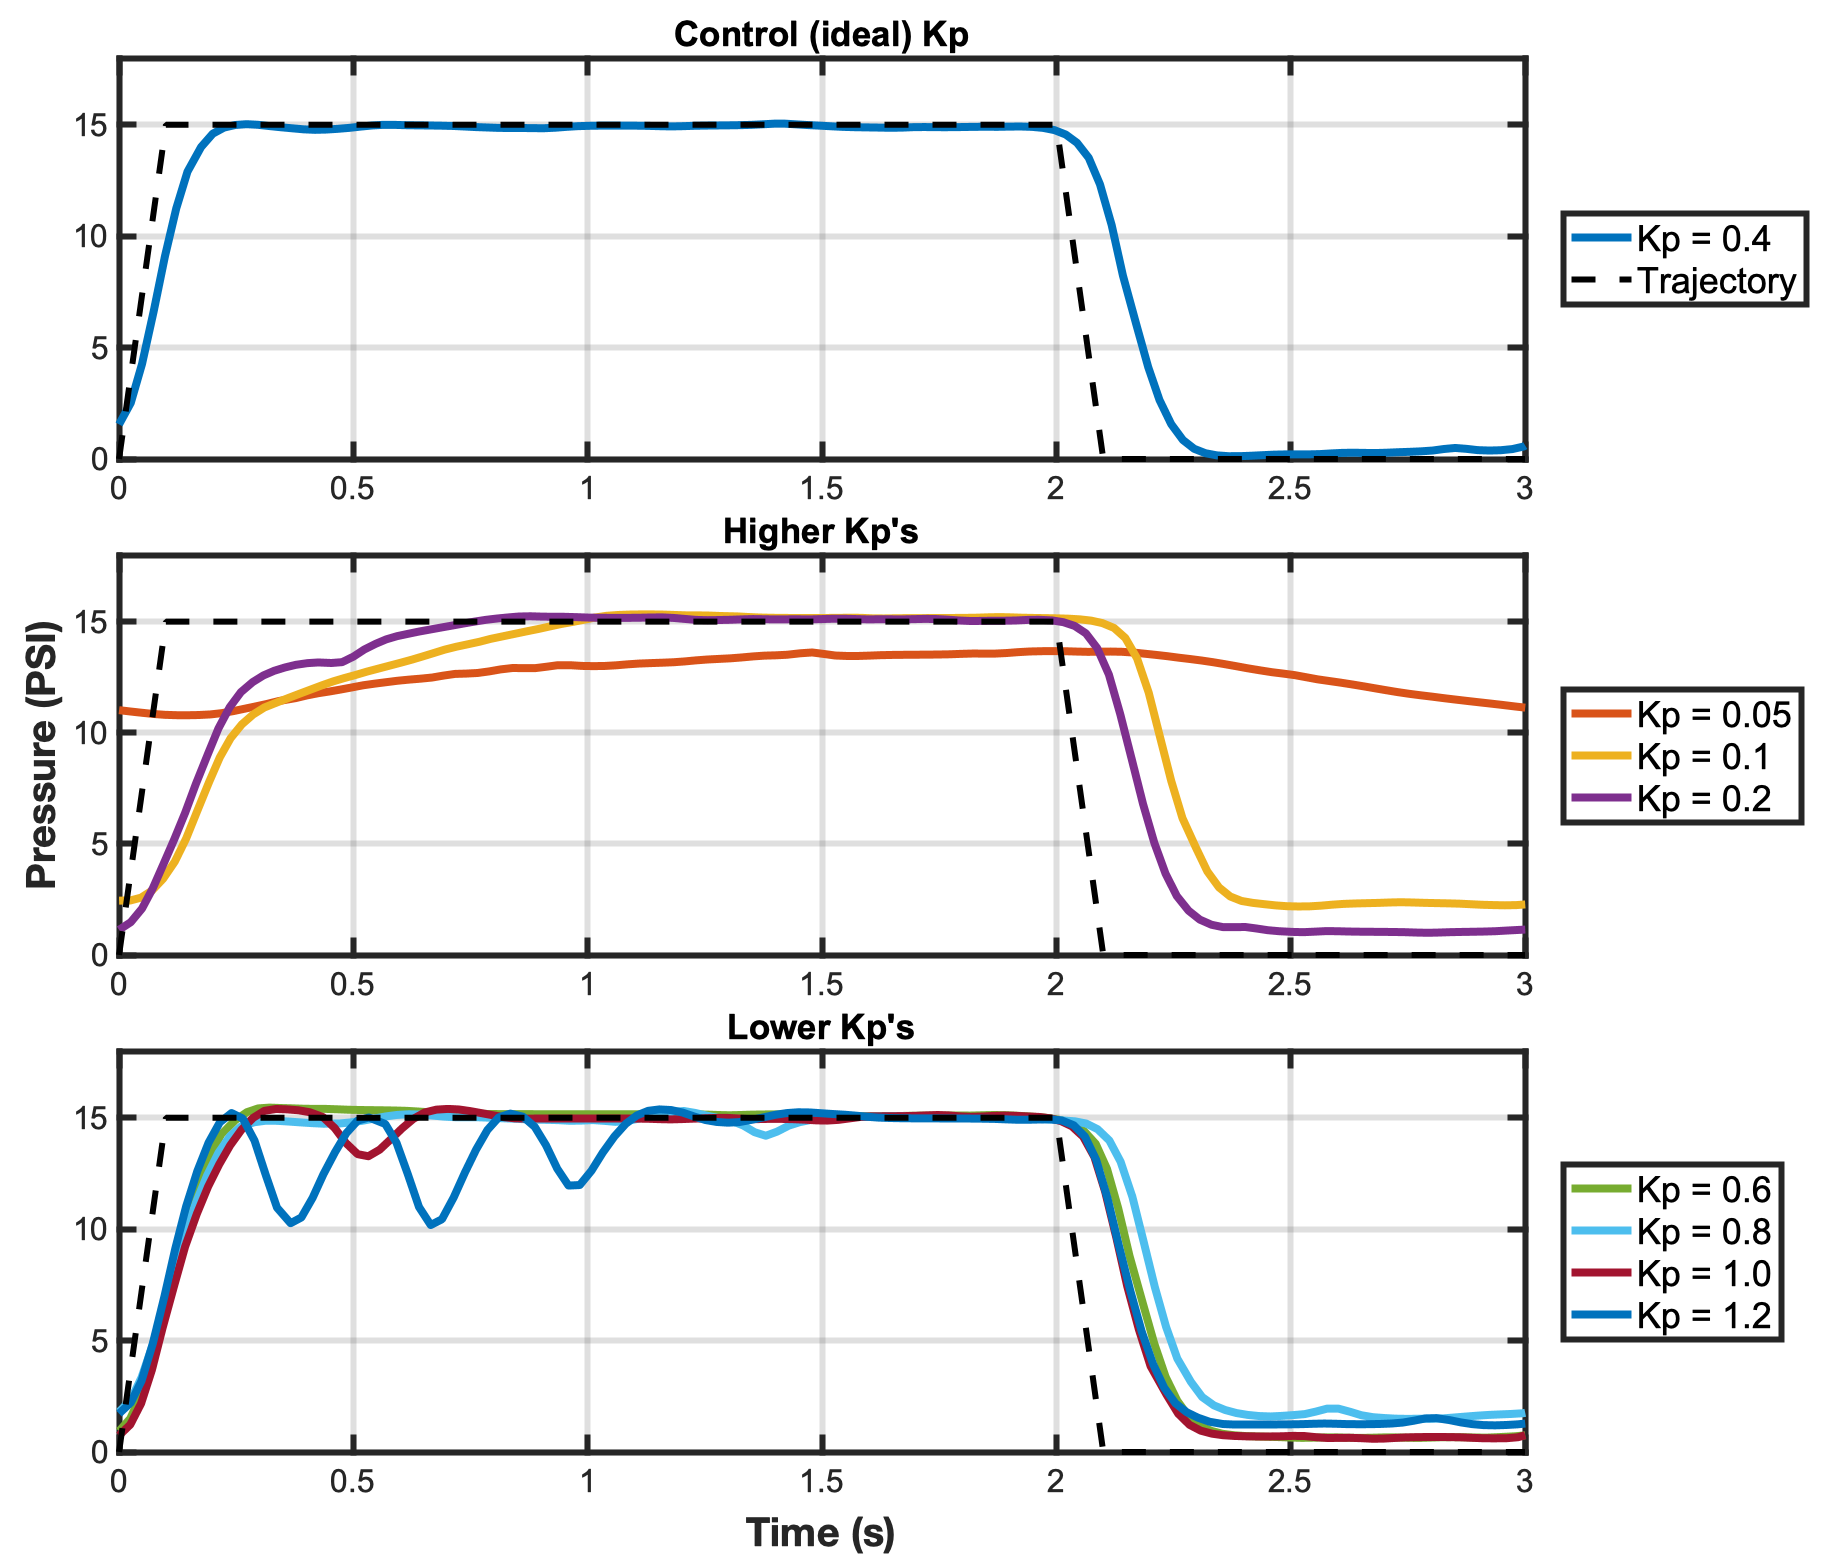 Control (ideal) Kp
15
10
5
0
0 0.5 1 1.5 2 2.5 3
Kp = 0.4
Trajectory
Higher Kp's
Pressure (PSI)
15
10
5
0
0 0.5 1 1.5 2 2.5 3
Kp = 0.05
Kp = 0.1
Kp = 0.2
Lower Kp's
15
10
5
0
0 0.5 1 1.5 2 2.5 3
Kp = 0.6
Kp = 0.8
Kp = 1.0
Kp = 1.2
Time (s)